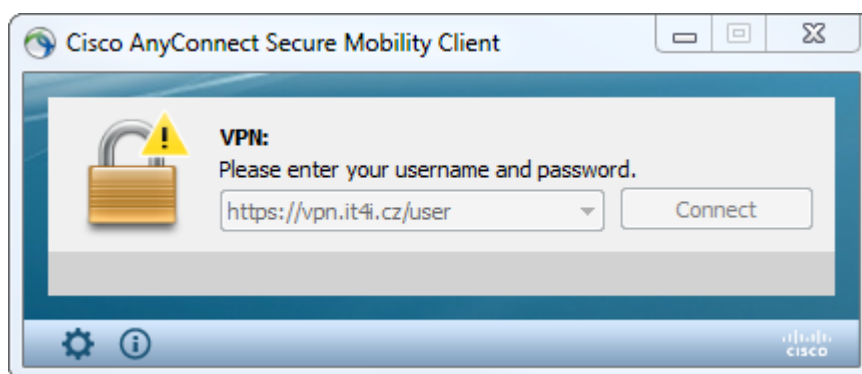 Cisco AnyConnect Secure Mobility Client
VPN:
Please enter your username and password.
https://vpn.it4i.cz/user
Connect
CISCO